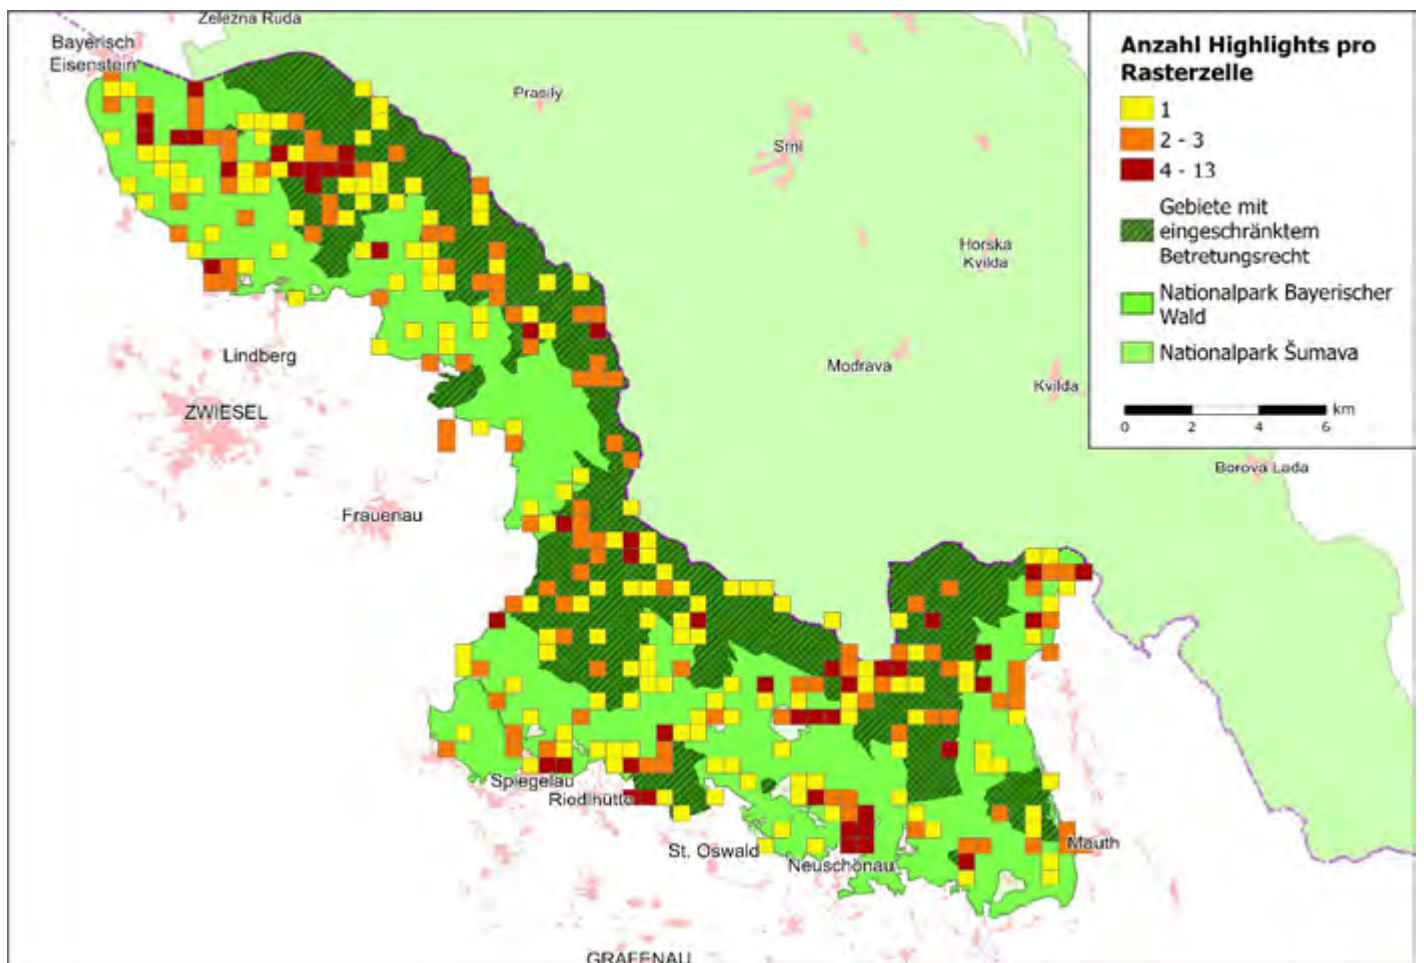 Železna Ruda
Bayerisch
Eisenstein
Prasily
Srni
Horska
Kvilda
Lindberg
Modrava
Kvilda
ZWIESEL
Borova Lada
Frauenau
Spiegelau
Riedlhütte
St. Oswald
Neuschönau
Mauth
GRAFENAU
Anzahl Highlights pro
Rasterzelle
1
2 - 3
4 - 13
Gebiete mit
eingeschränktem
Betretungsrecht
Nationalpark Bayerischer
Wald
Nationalpark Šumava
km
0 2 4 6